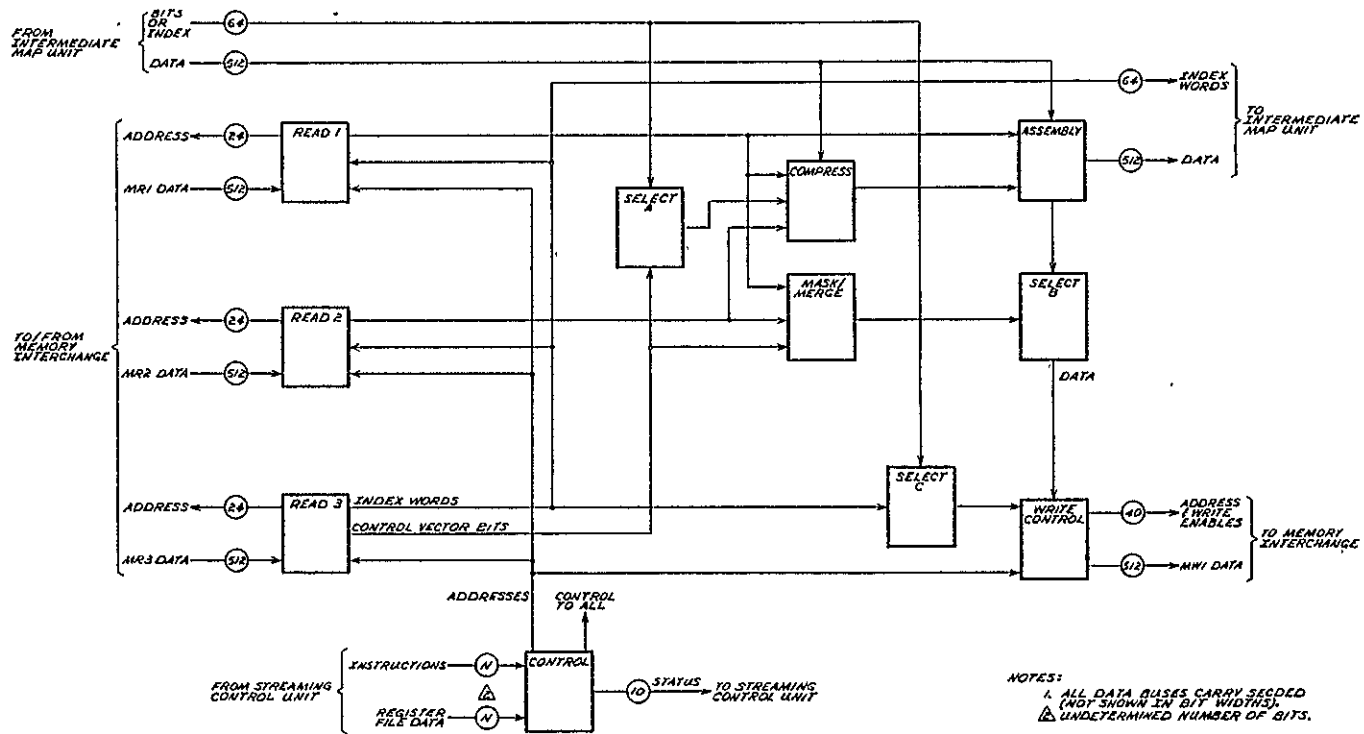 FROM
INTERMEDIATE
MAP UNIT
BITS
OR
INDEX
64
DATA
512
64
INDEX
WORDS
TO
INTERMEDIATE
MAP UNIT
ADDRESS
24
READ 1
ASSEMBLY
512
DATA
MR1 DATA
512
SELECT
A
COMPRESS
TO/FROM
MEMORY
INTERCHANGE
ADDRESS
24
READ 2
MASK/
MERGE
SELECT
B
MR2 DATA
512
DATA
ADDRESS
24
READ 3
INDEX WORDS
CONTROL VECTOR BITS
SELECT
C
WRITE
CONTROL
40
ADDRESS
& WRITE
ENABLES
TO MEMORY
INTERCHANGE
MR3 DATA
512
512
MW1 DATA
ADDRESSES
CONTROL
TO ALL
FROM STREAMING
CONTROL UNIT
INSTRUCTIONS
N
CONTROL
2
REGISTER
FILE DATA
N
10
STATUS
TO STREAMING
CONTROL UNIT
NOTES:
1. ALL DATA BUSES CARRY SECDED
(NOT SHOWN IN BIT WIDTHS).
2 UNDETERMINED NUMBER OF BITS.